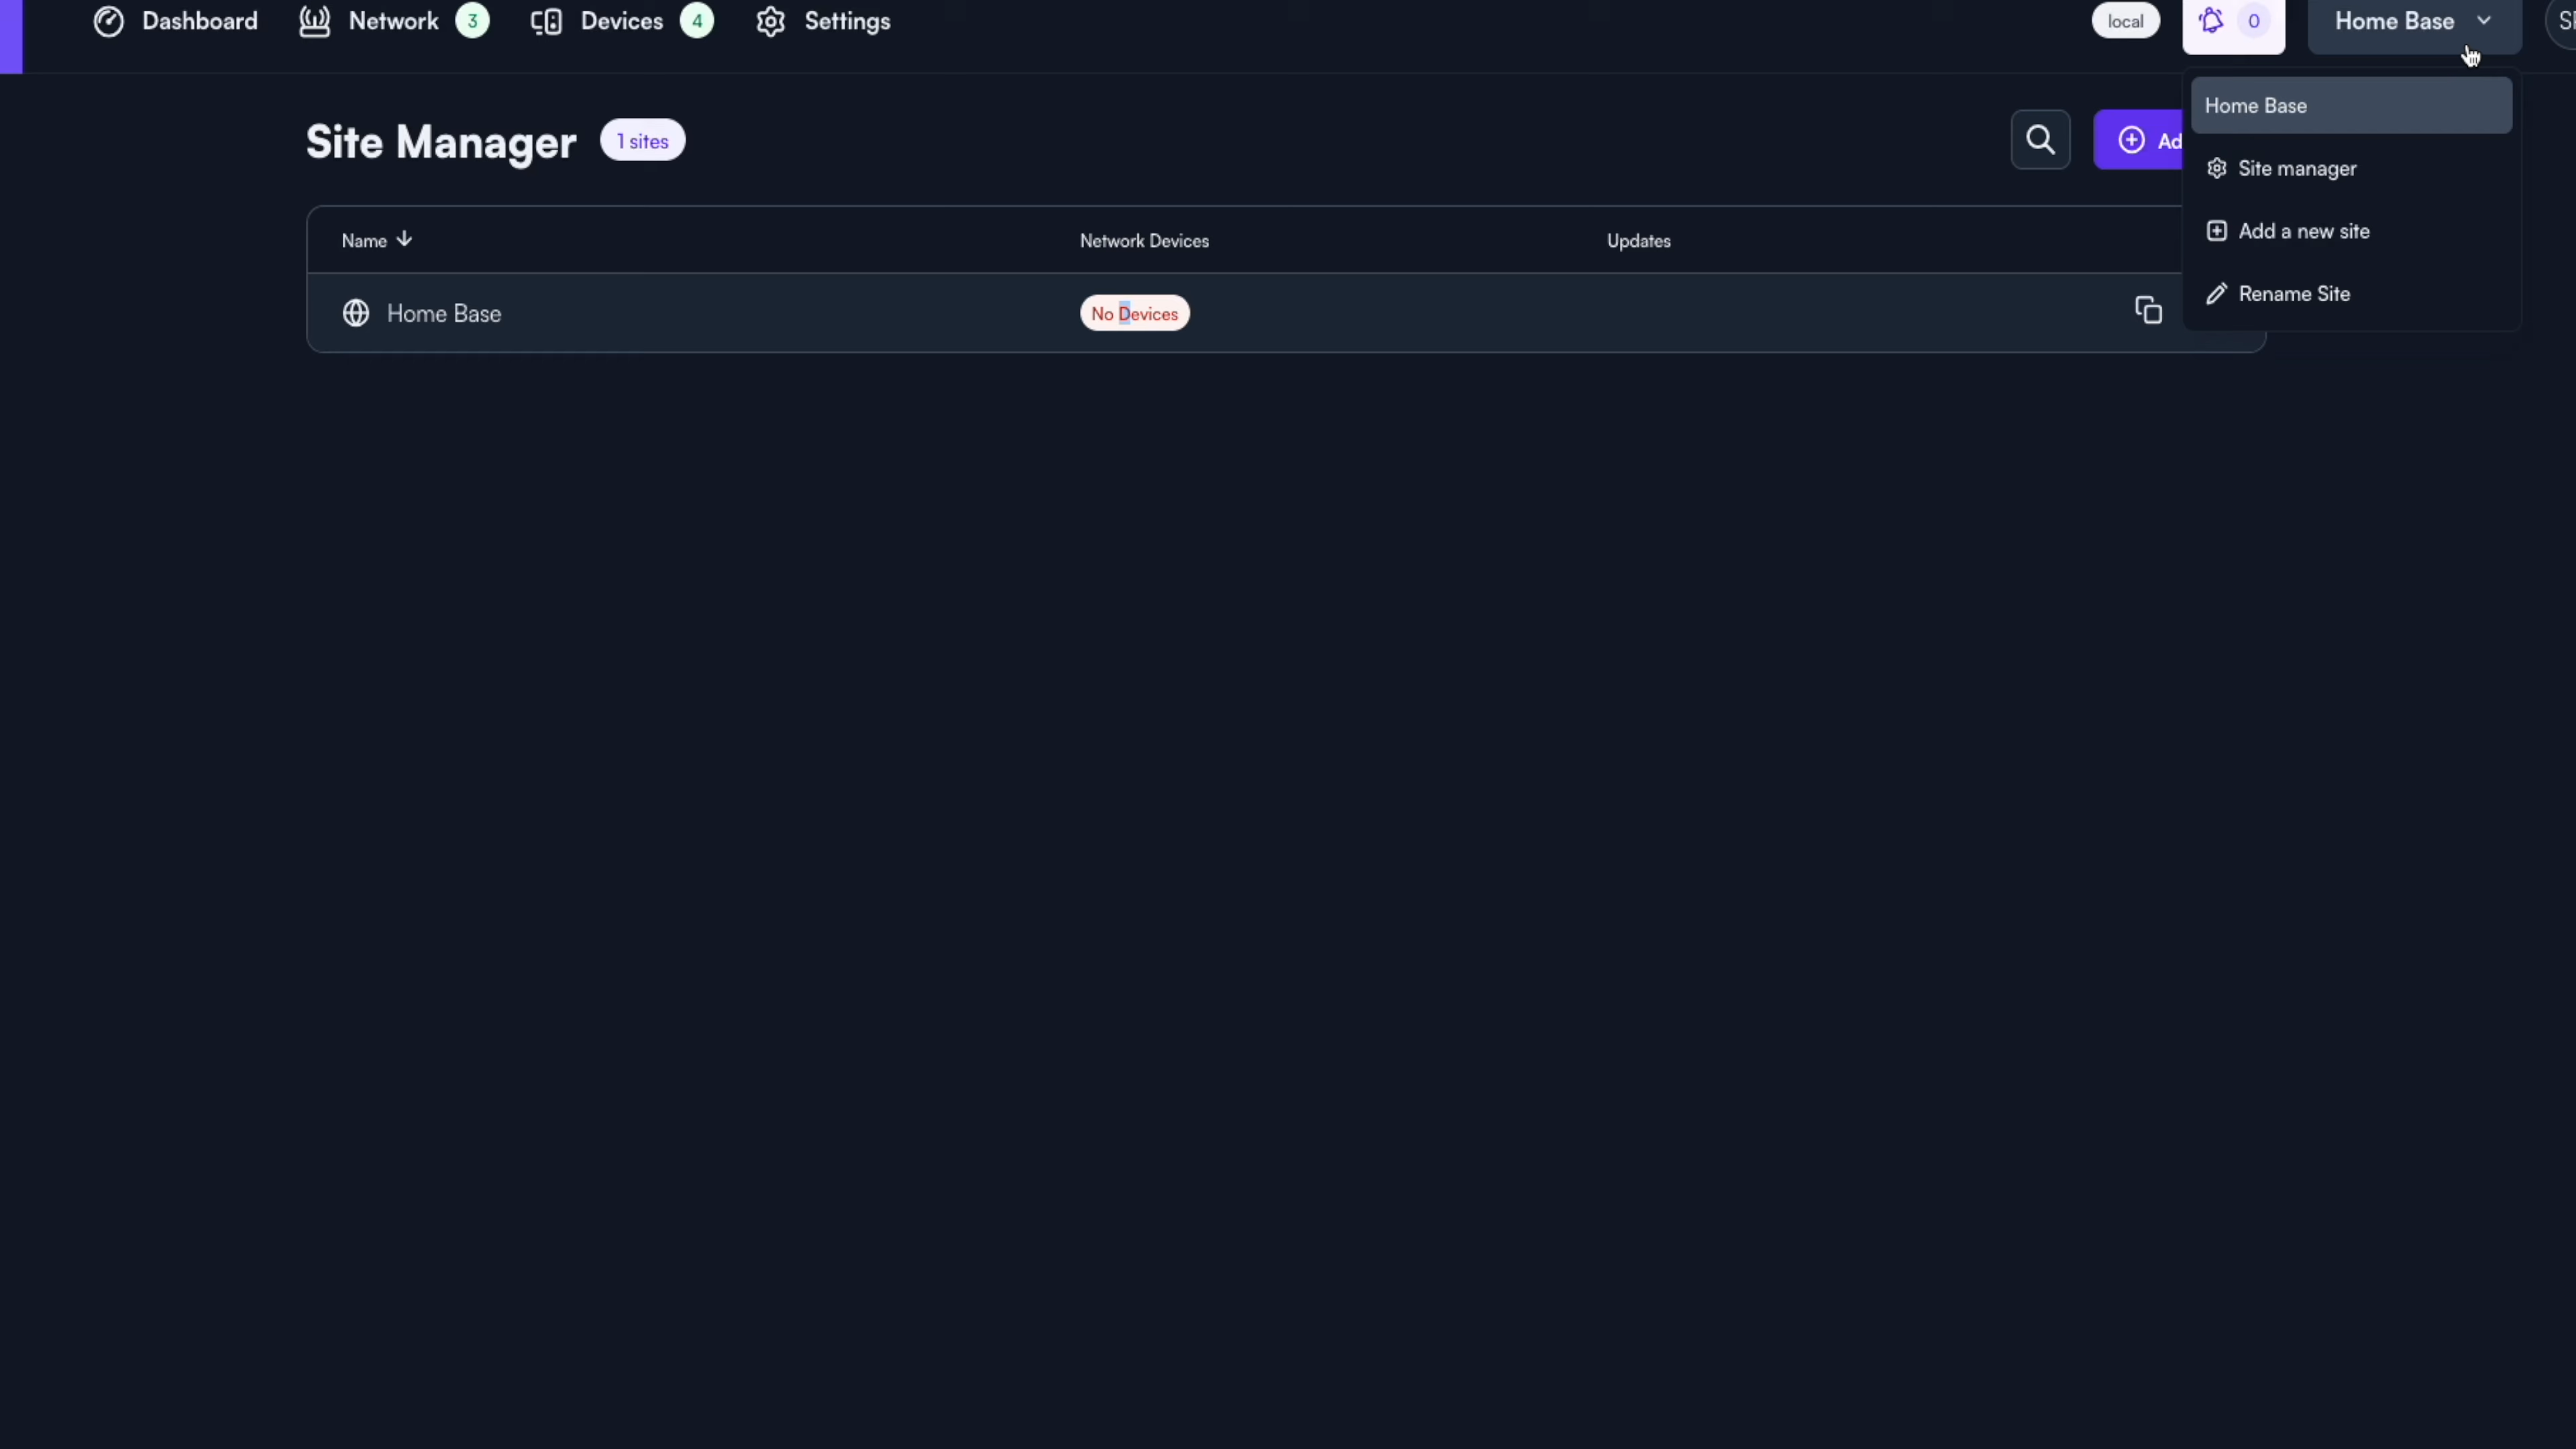 Dashboard Network 3 Devices 4 Settings local 0 Home Base
Home Base
Site Manager 1 sites
Site manager
Add a new site
Rename Site
Name Network Devices Updates
Home Base No Devices